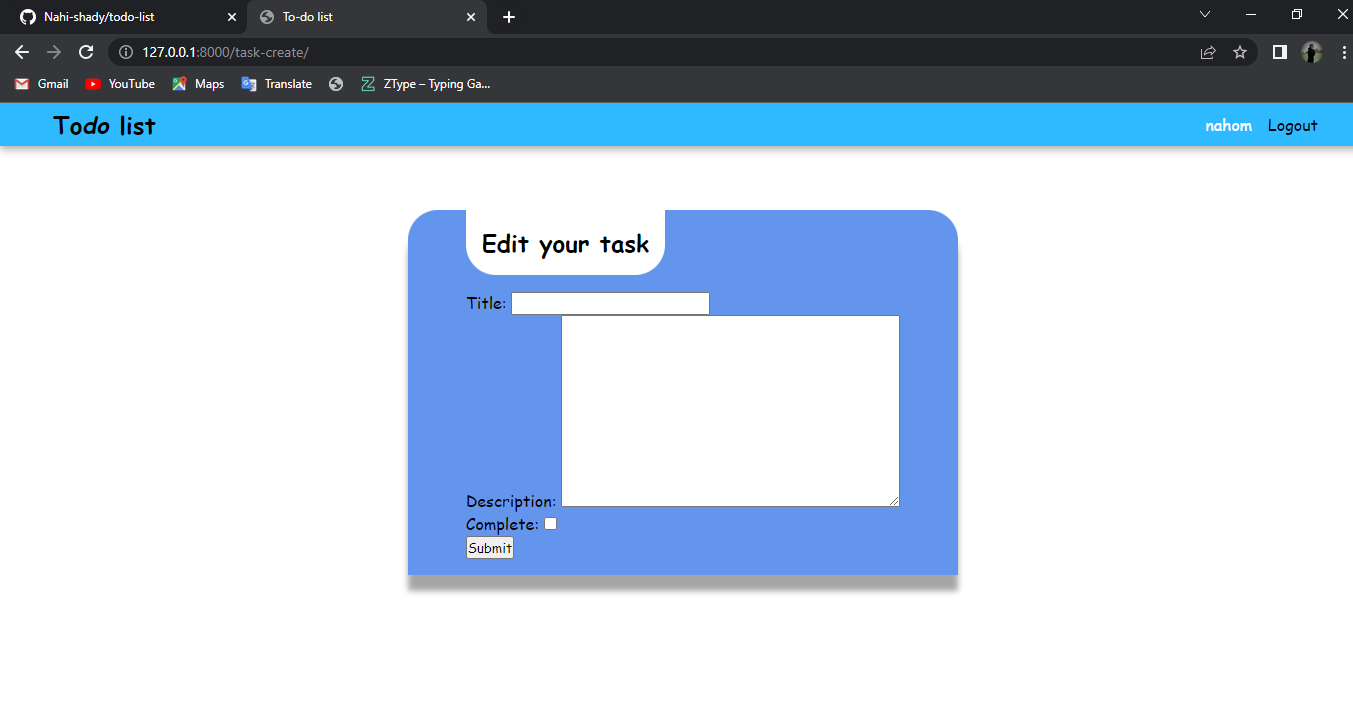 Nahi-shady/todo-list
To-do list
127.0.0.1:8000/task-create/
Gmail YouTube Maps Translate ZType – Typing Ga...
Todo list
nahom Logout
Edit your task
Title:
Description:
Complete:
Submit